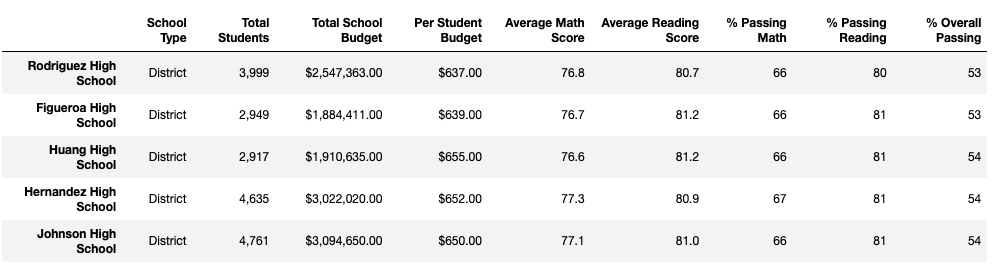 School Type Total Students Total School Budget Per Student Budget Average Math Score Average Reading Score % Passing Math % Passing Reading % Overall Passing
Rodriguez High School District 3,999 $2,547,363.00 $637.00 76.8 80.7 66 80 53
Figueroa High School District 2,949 $1,884,411.00 $639.00 76.7 81.2 66 81 53
Huang High School District 2,917 $1,910,635.00 $655.00 76.6 81.2 66 81 54
Hernandez High School District 4,635 $3,022,020.00 $652.00 77.3 80.9 67 81 54
Johnson High School District 4,761 $3,094,650.00 $650.00 77.1 81.0 66 81 54